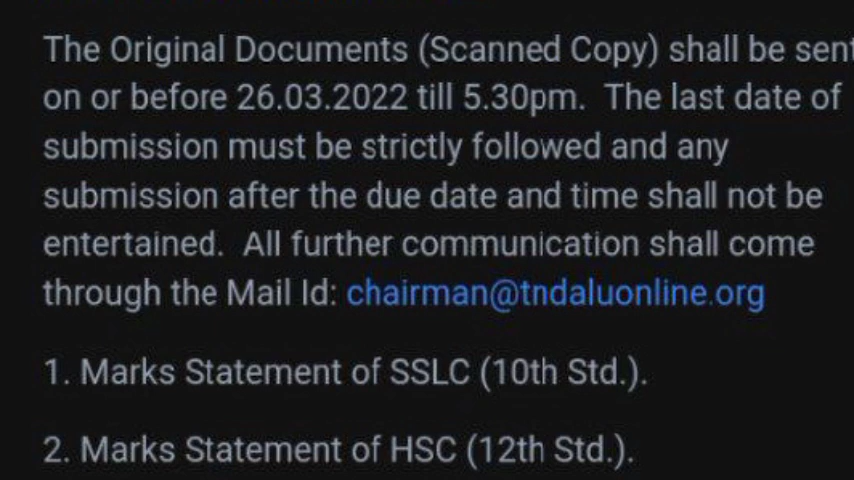 The Original Documents (Scanned Copy) shall be sent
on or before 26.03.2022 till 5.30pm. The last date of
submission must be strictly followed and any
submission after the due date and time shall not be
entertained. All further communication shall come
through the Mail Id: chairman@tndaluonline.org
1. Marks Statement of SSLC (10th Std.).
2. Marks Statement of HSC (12th Std.).